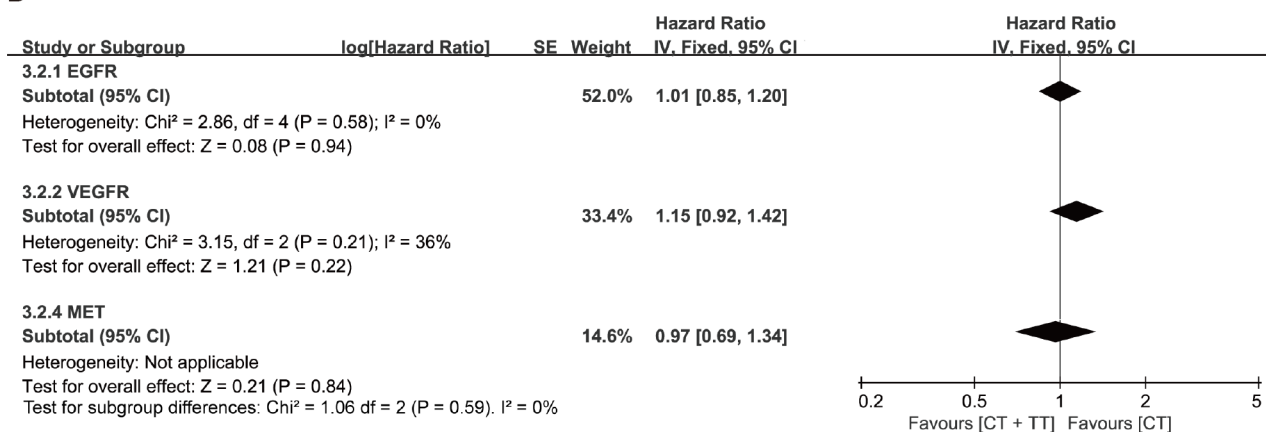 Hazard Ratio Hazard Ratio
Study or Subgroup log[Hazard Ratio] SE Weight IV, Fixed, 95% CI IV, Fixed, 95% CI
3.2.1 EGFR
Subtotal (95% CI) 52.0% 1.01 [0.85, 1.20]
Heterogeneity: Chi² = 2.86, df = 4 (P = 0.58); I² = 0%
Test for overall effect: Z = 0.08 (P = 0.94)
3.2.2 VEGFR
Subtotal (95% CI) 33.4% 1.15 [0.92, 1.42]
Heterogeneity: Chi² = 3.15, df = 2 (P = 0.21); I² = 36%
Test for overall effect: Z = 1.21 (P = 0.22)
3.2.4 MET
Subtotal (95% CI) 14.6% 0.97 [0.69, 1.34]
Heterogeneity: Not applicable
Test for overall effect: Z = 0.21 (P = 0.84)
Test for subgroup differences: Chi² = 1.06 df = 2 (P = 0.59). I² = 0%
0.2 0.5 1 2 5
Favours [CT + TT] Favours [CT]